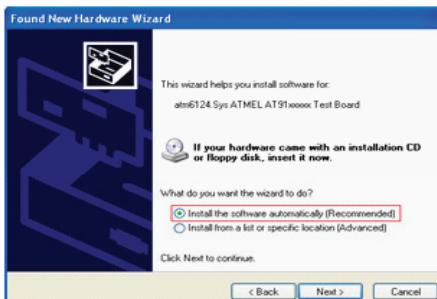 Found New Hardware Wizard
This wizard helps you install software for:
atm6124.Sys ATMEL AT91xxxxx Test Board
If your hardware came with an installation CD
or floppy disk, insert it now.
What do you want the wizard to do?
Install the software automatically (Recommended)
Install from a list or specific location (Advanced)
Click Next to continue.
< Back
Next >
Cancel